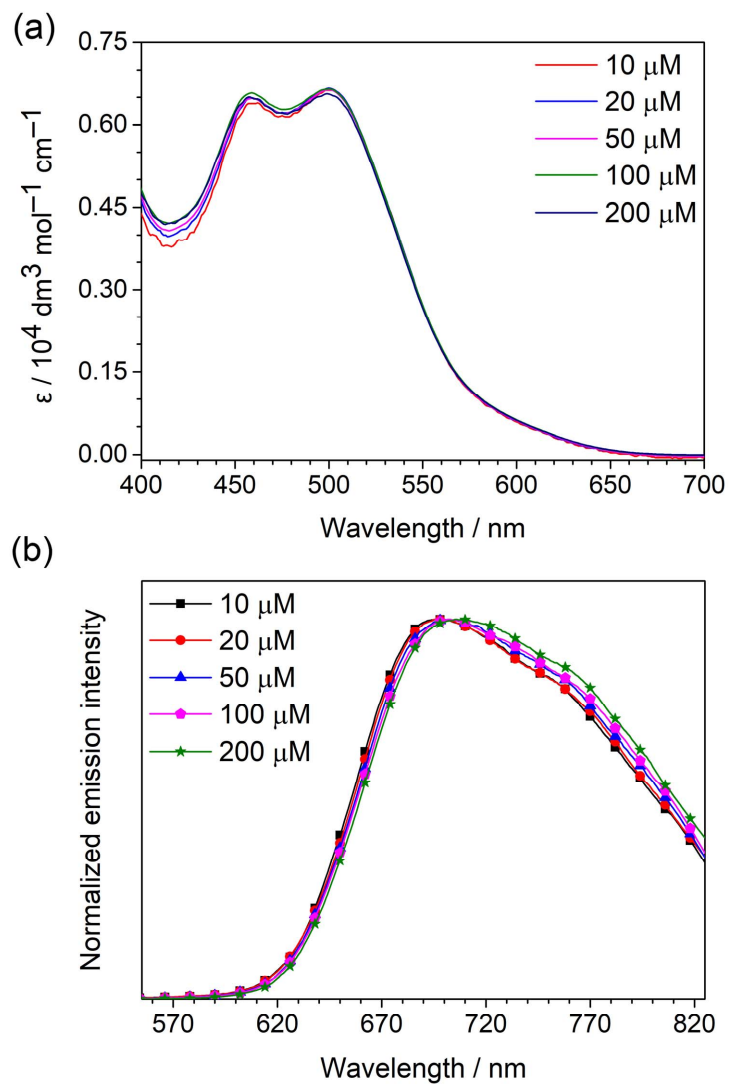 (a)
0.75
0.60
0.45
0.30
0.15
0.00
ε / 10⁴ dm³ mol⁻¹ cm⁻¹
10 μM
20 μM
50 μM
100 μM
200 μM
400 450 500 550 600 650 700
Wavelength / nm
(b)
Normalized emission intensity
10 μM
20 μM
50 μM
100 μM
200 μM
570 620 670 720 770 820
Wavelength / nm